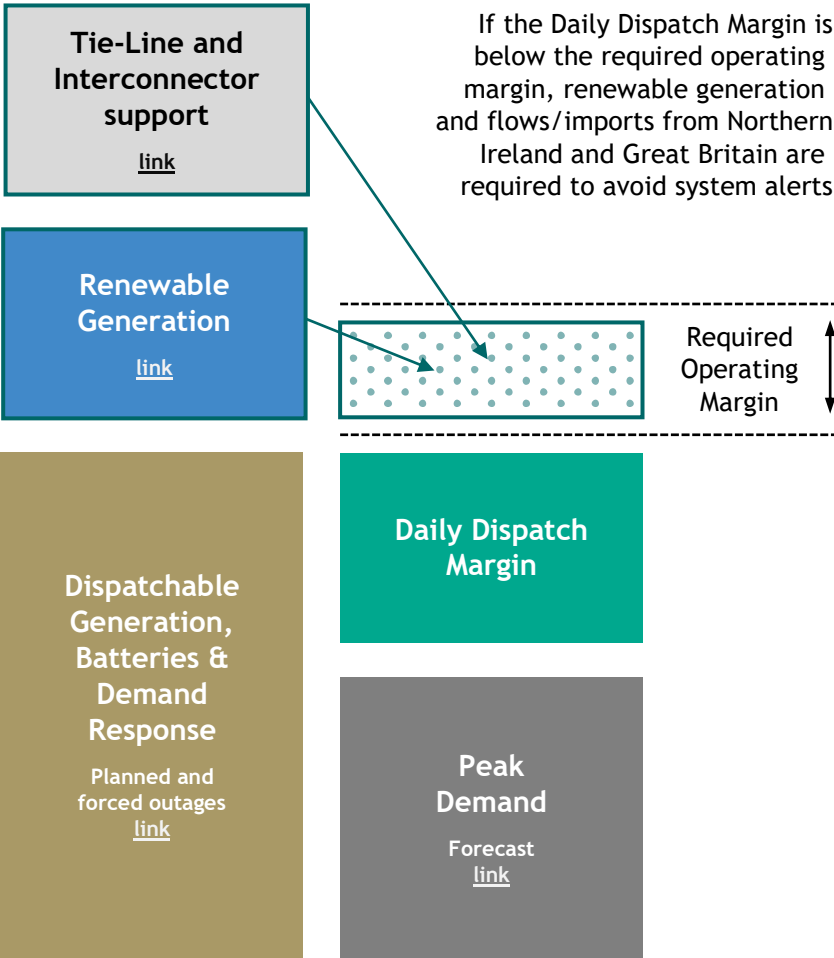 Tie-Line and
Interconnector
support
link
If the Daily Dispatch Margin is
below the required operating
margin, renewable generation
and flows/imports from Northern
Ireland and Great Britain are
required to avoid system alerts
Renewable
Generation
link
Required
Operating
Margin
Daily Dispatch
Margin
Dispatchable
Generation,
Batteries &
Demand
Response
Planned and
forced outages
link
Peak
Demand
Forecast
link